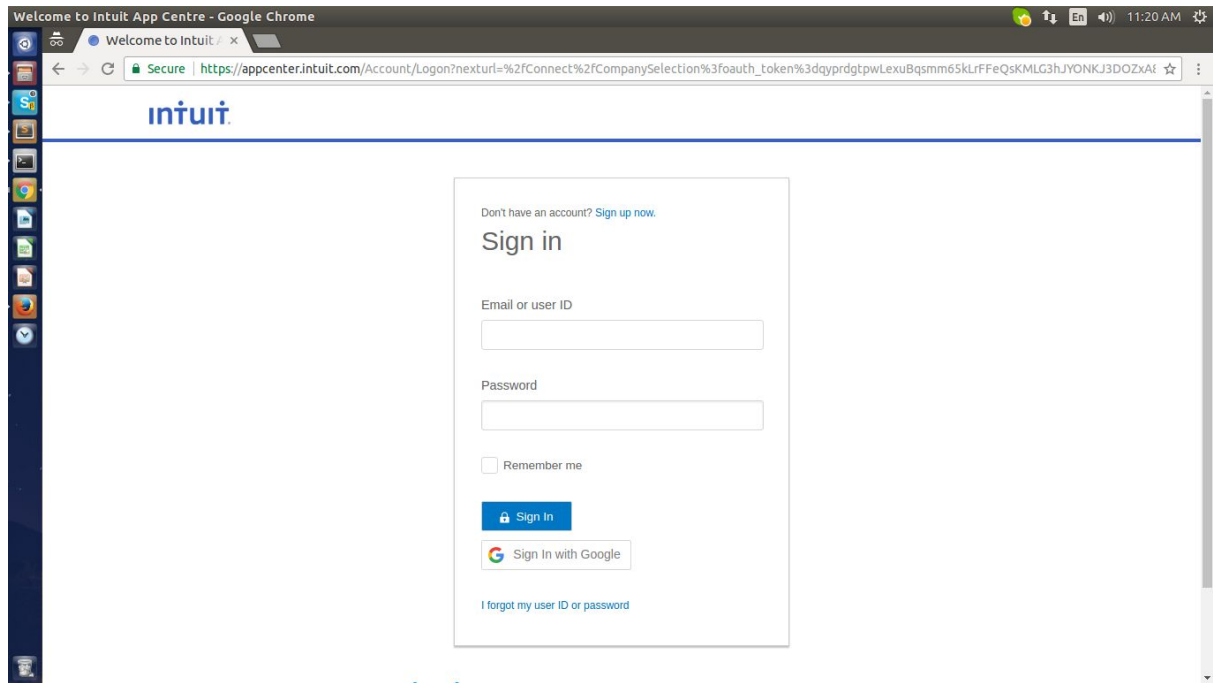 Welcome to Intuit App Centre - Google Chrome
En 11:20 AM
Welcome to Intuit A
Secure https://appcenter.intuit.com/Account/Logon?nexturl=%2fConnect%2fCompanySelection%3foauth_token%3dqyprdgtpwLexuBqsmm65kLrFFeQsKMLG3hJYONKJ3DOZxA
intuit.
Don't have an account? Sign up now.
Sign in
Email or user ID
Password
Remember me
Sign In
Sign In with Google
I forgot my user ID or password